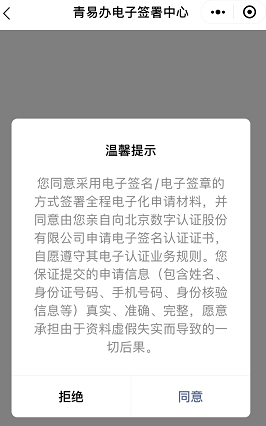 青易办电子签署中心
温馨提示
您同意采用电子签名/电子签章的
方式签署全程电子化申请材料，并
同意由您亲自向北京数字认证股份
有限公司申请电子签名认证证书，
自愿遵守其电子认证业务规则。您
保证提交的申请信息（包含姓名、
身份证号码、手机号码、身份核验
信息等）真实、准确、完整，愿意
承担由于资料虚假失实而导致的一
切后果。
拒绝 同意